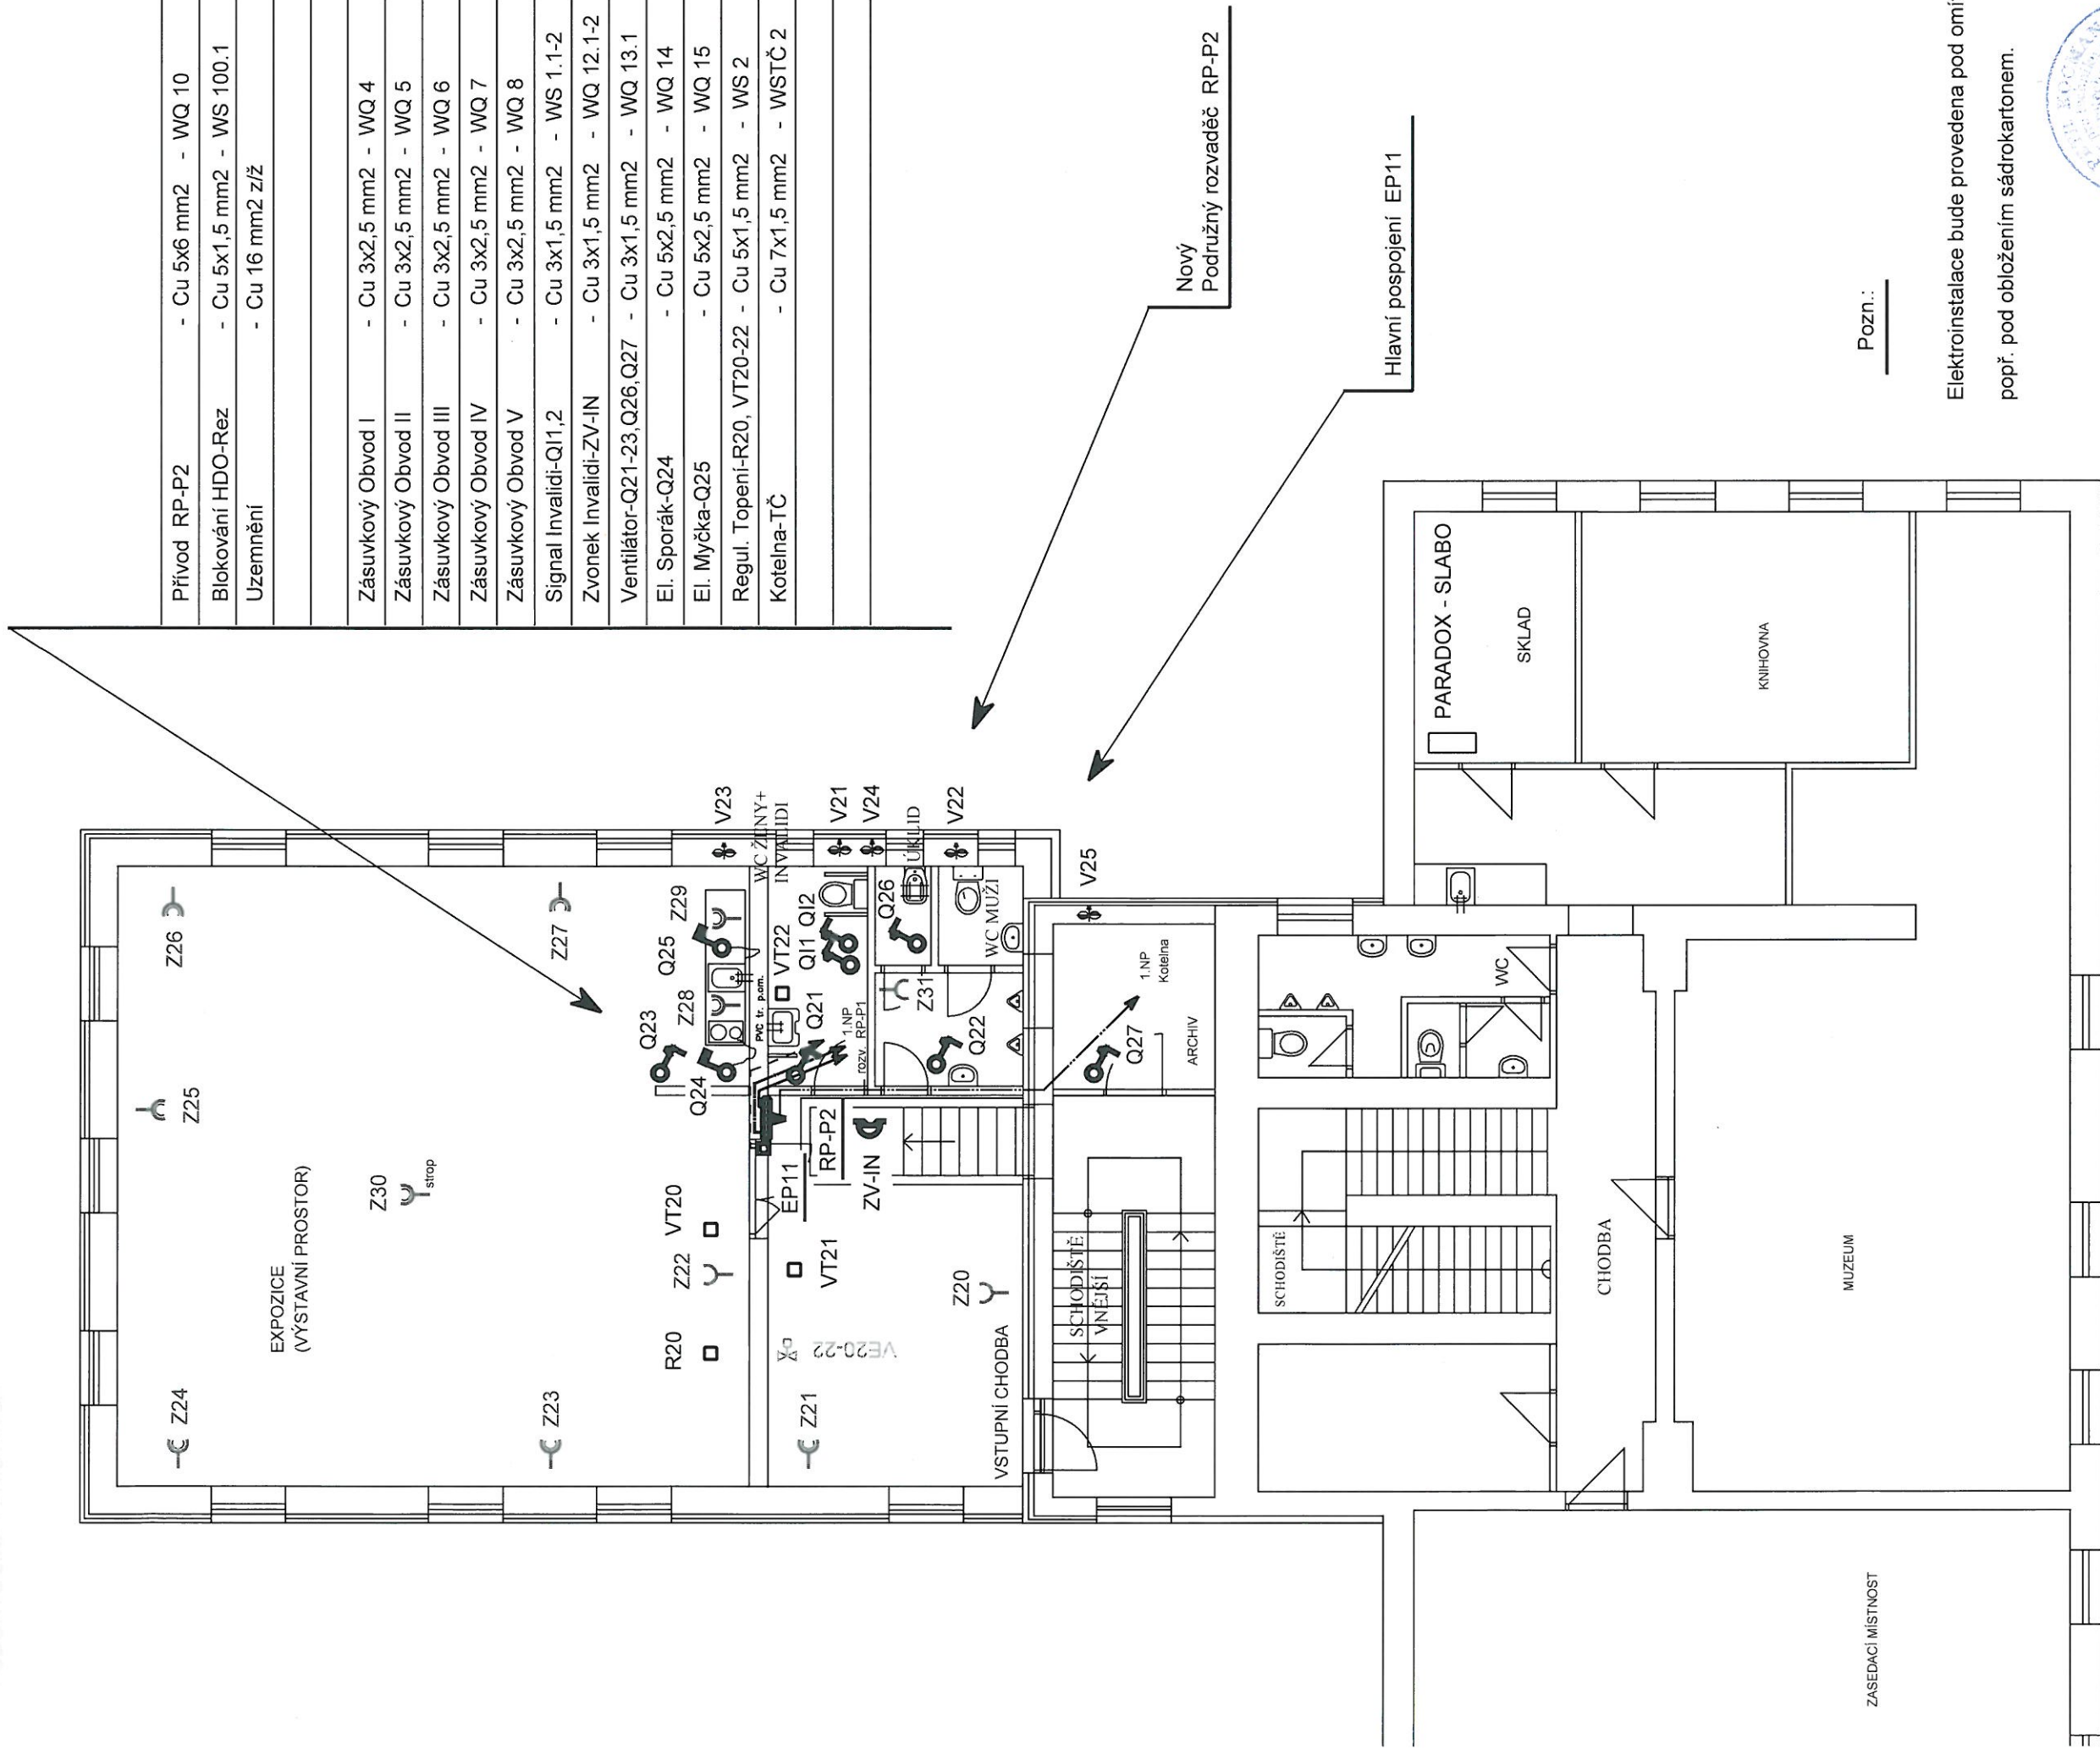 Přívod RP-P2 - Cu 5x6 mm2 - WQ 10
Blokování HDO-Rez - Cu 5x1,5 mm2 - WS 100.1
Uzemnění - Cu 16 mm2 z/ž
Zásuvkový Obvod I - Cu 3x2,5 mm2 - WQ 4
Zásuvkový Obvod II - Cu 3x2,5 mm2 - WQ 5
Zásuvkový Obvod III - Cu 3x2,5 mm2 - WQ 6
Zásuvkový Obvod IV - Cu 3x2,5 mm2 - WQ 7
Zásuvkový Obvod V - Cu 3x2,5 mm2 - WQ 8
Signal Invalidi-QI1,2 - Cu 3x1,5 mm2 - WS 1.1-2
Zvonek Invalidi-ZV-IN - Cu 3x1,5 mm2 - WQ 12.1-2
Ventilátor-Q21-23,Q26,Q27 - Cu 3x1,5 mm2 - WQ 13.1
El. Sporák-Q24 - Cu 5x2,5 mm2 - WQ 14
El. Myčka-Q25 - Cu 5x2,5 mm2 - WQ 15
Regul. Topení-R20, VT20-22 - Cu 5x1,5 mm2 - WS 2
Kotelna-TČ - Cu 7x1,5 mm2 - WSTČ 2
Nový
Podružný rozvaděč RP-P2
Hlavní pospojení EP11
Pozn.:
Elektroinstalace bude provedena pod omí
popř. pod obložením sádrokartonem.
Z24
Z25
Z26
EXPOZICE
(VÝSTAVNÍ PROSTOR)
Z30
strop
Z23
Z27
R20
Z22
VT20
Q24
Q23
Z28
Q25
Z29
V23
PVC tr. p.om.
WC ŽENY+
INVALIDI
VT22
QI1
QI2
Q21
1.NP
rozv. RP-P1
V21
V24
Q26
ÚKLID
V22
Z31
WC MUŽI
Q22
EP11
RP-P2
ZV-IN
VT21
VE20-22
Z21
Z20
VSTUPNÍ CHODBA
V25
SCHODIŠTĚ
VNĚJŠÍ
Q27
1.NP
Kotelna
ARCHIV
SCHODIŠTĚ
WC
CHODBA
MUZEUM
PARADOX - SLABO
SKLAD
KNIHOVNA
ZASEDACÍ MÍSTNOST